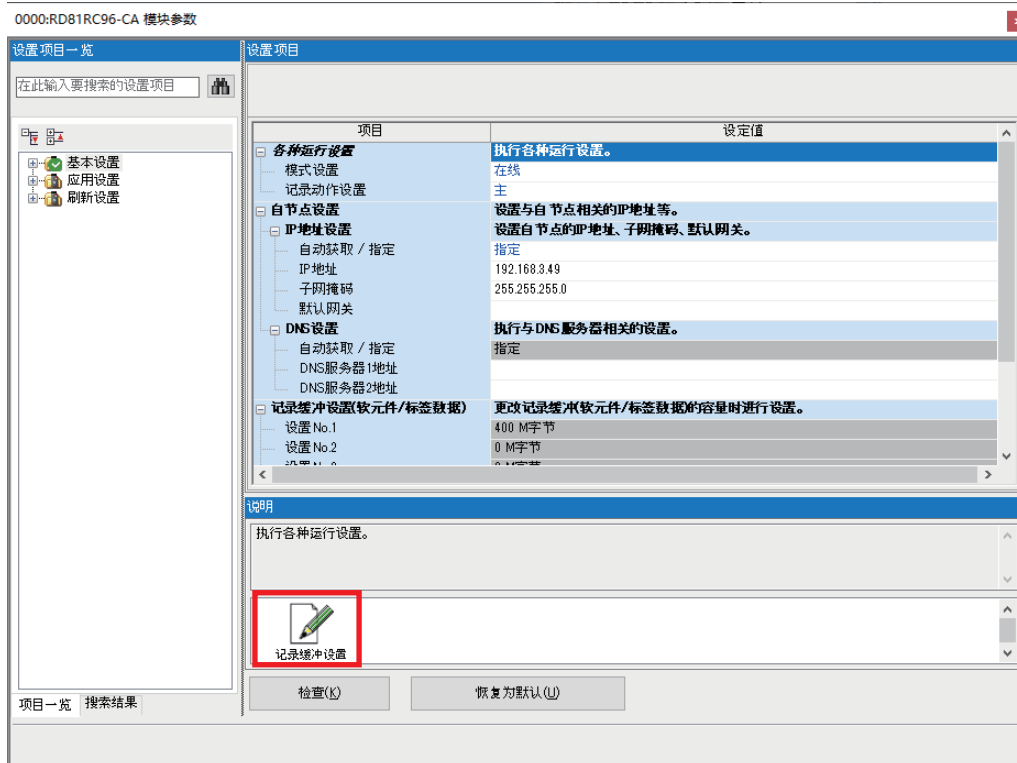 0000:RD81RC96-CA 模块参数
设置项目一览
在此输入要搜索的设置项目
基本设置
应用设置
刷新设置
项目一览 搜索结果
设置项目
项目 设定值
各种运行设置 执行各种运行设置。
模式设置 在线
记录动作设置 主
自节点设置 设置与自节点相关的IP地址等。
IP地址设置 设置自节点的IP地址、子网掩码、默认网关。
自动获取 / 指定 指定
IP地址 192.168.3.49
子网掩码 255.255.255.0
默认网关
DNS设置 执行与DNS服务器相关的设置。
自动获取 / 指定 指定
DNS服务器1地址
DNS服务器2地址
记录缓冲设置(软元件/标签数据) 更改记录缓冲(软元件/标签数据)的容量时进行设置。
设置No.1 400 M字节
设置No.2 0 M字节
说明
执行各种运行设置。
记录缓冲设置
检查(K) 恢复为默认(U)